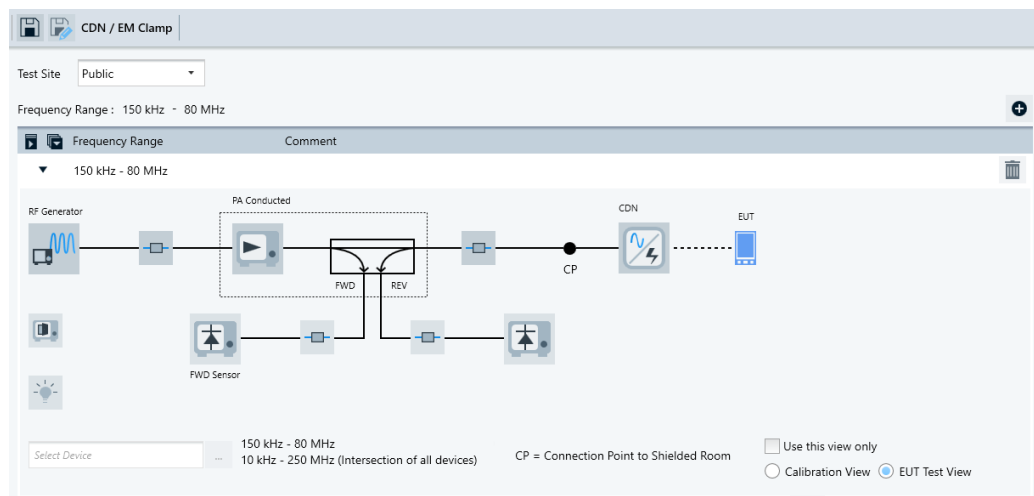 CDN / EM Clamp
Test Site Public
Frequency Range : 150 kHz - 80 MHz
Frequency Range Comment
150 kHz - 80 MHz
RF Generator
PA Conducted
CDN
EUT
CP
FWD REV
FWD Sensor
Select Device ...
150 kHz - 80 MHz
10 kHz - 250 MHz (Intersection of all devices)
CP = Connection Point to Shielded Room
Use this view only
Calibration View EUT Test View